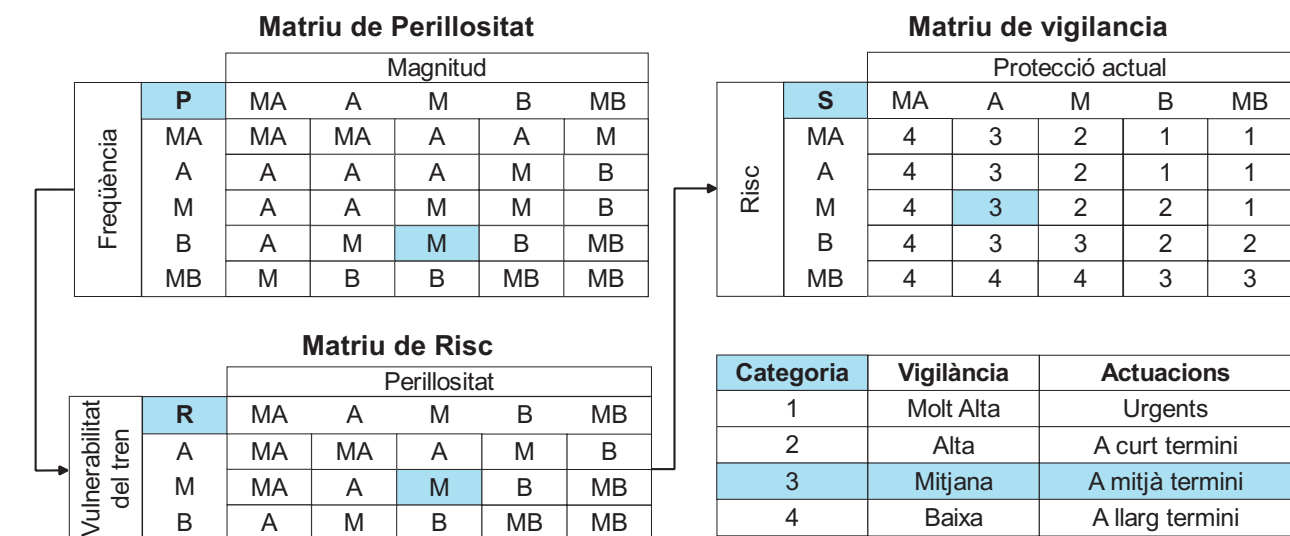 Matriu de Perillositat
Magnitud
Freqüència
P MA A M B MB
MA MA MA A A M
A A A A M B
M A A M M B
B A M M B MB
MB M B B MB MB
Matriu de Risc
Perillositat
Vulnerabilitat
del tren
R MA A M B MB
A MA MA A M B
M MA A M B MB
B A M B MB MB
Matriu de vigilancia
Protecció actual
Risc
S MA A M B MB
MA 4 3 2 1 1
A 4 3 2 1 1
M 4 3 2 2 1
B 4 3 3 2 2
MB 4 4 4 3 3
Categoria Vigilància Actuacions
1 Molt Alta Urgents
2 Alta A curt termini
3 Mitjana A mitjà termini
4 Baixa A llarg termini